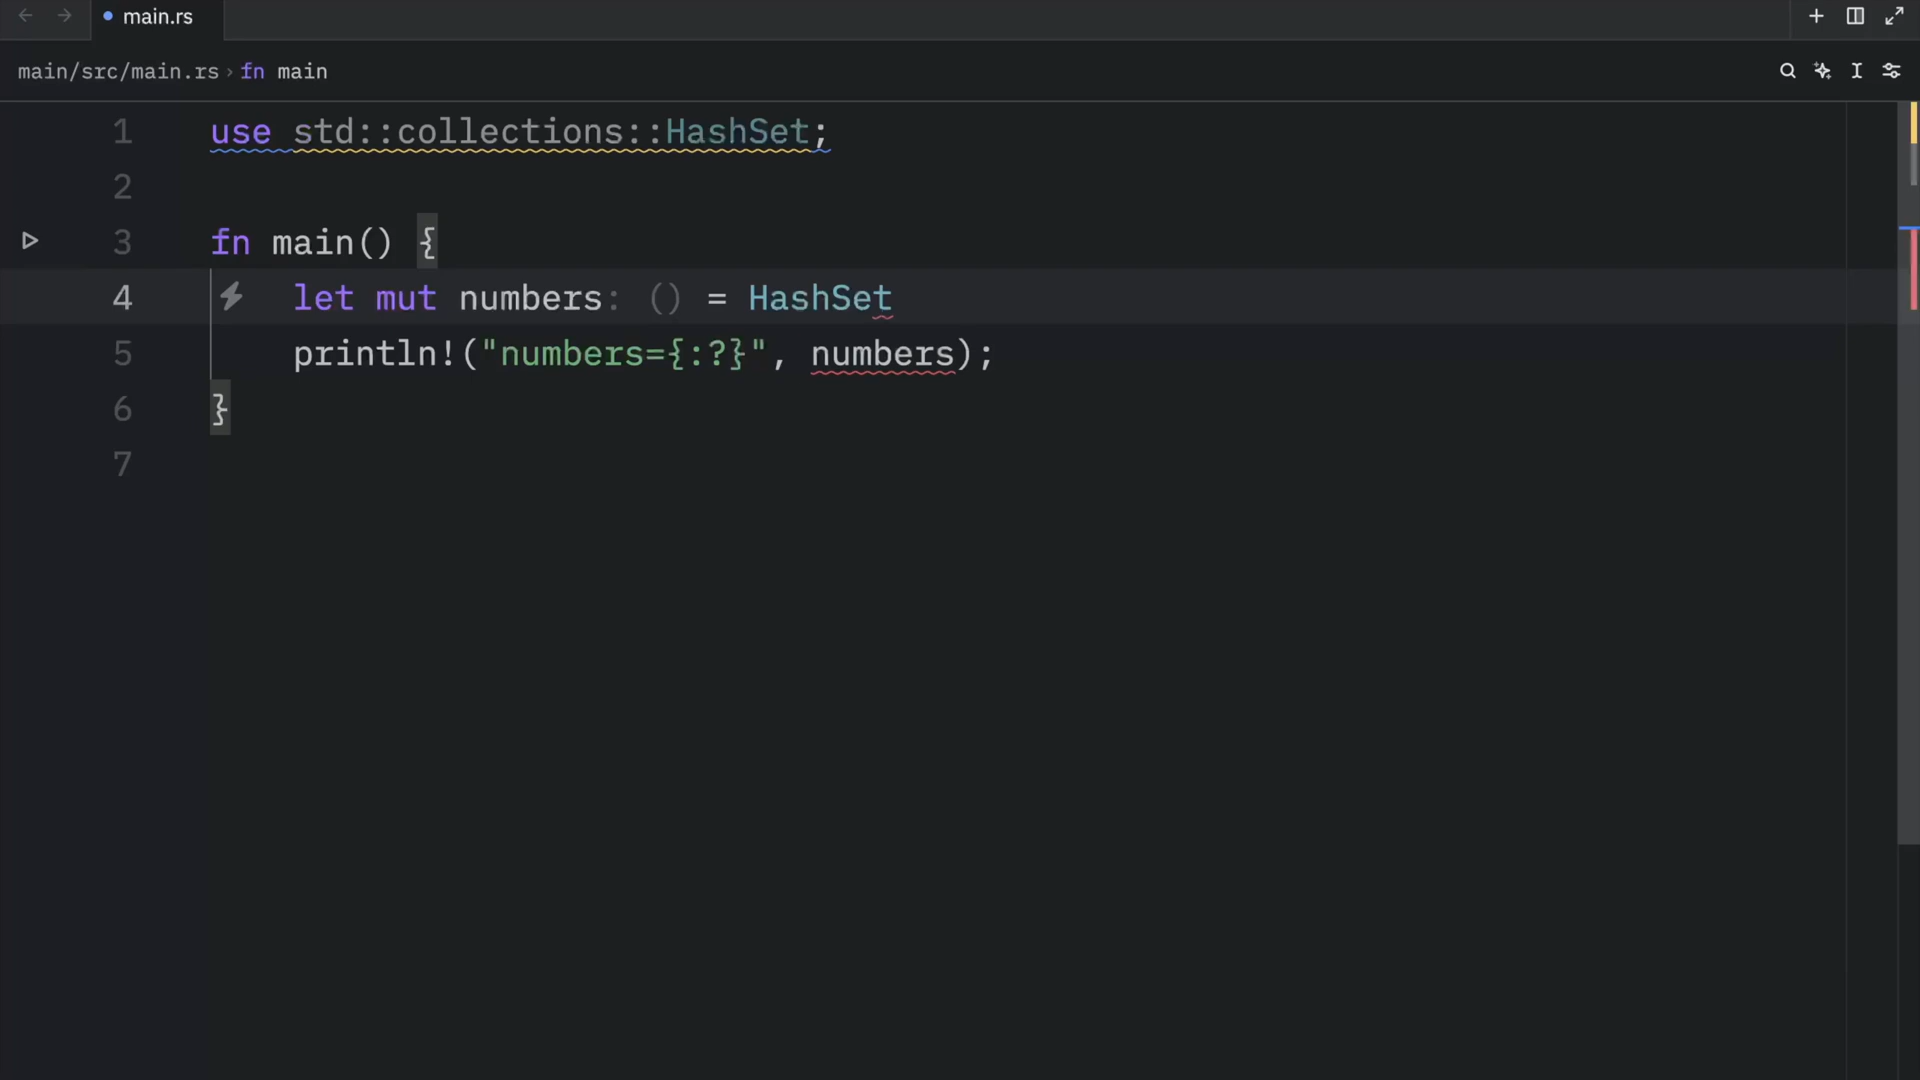 main.rs
main/src/main.rs › fn main
1 use std::collections::HashSet;
2
3 fn main() {
4 let mut numbers: () = HashSet
5 println!("numbers={:?}", numbers);
6 }
7